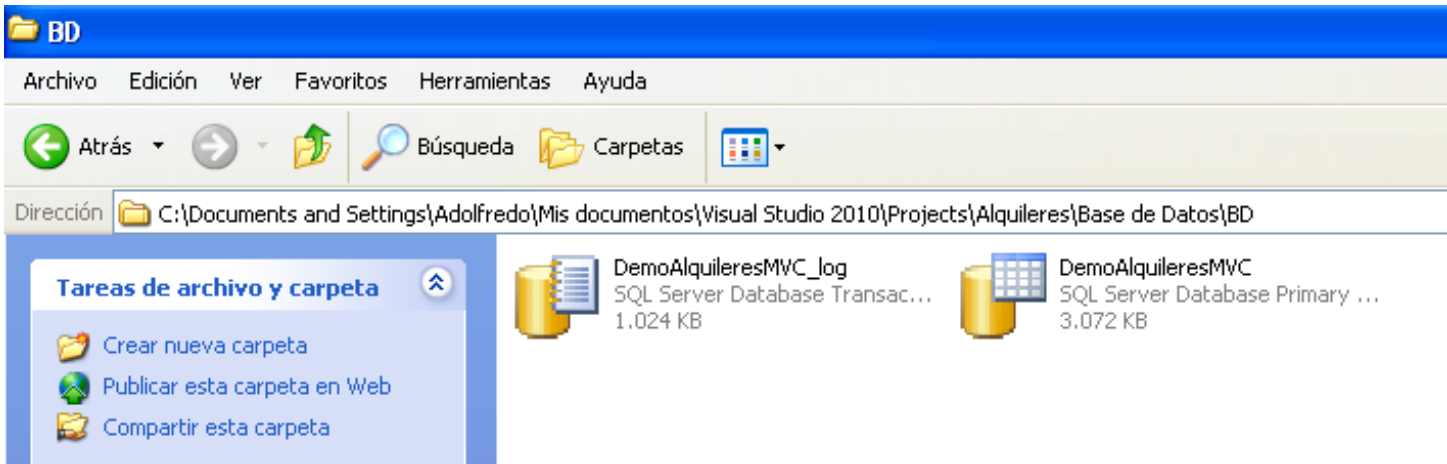 BD
Archivo Edición Ver Favoritos Herramientas Ayuda
Atrás Búsqueda Carpetas
Dirección C:\Documents and Settings\Adolfredo\Mis documentos\Visual Studio 2010\Projects\Alquileres\Base de Datos\BD
Tareas de archivo y carpeta
Crear nueva carpeta
Publicar esta carpeta en Web
Compartir esta carpeta
DemoAlquileresMVC_log
SQL Server Database Transac...
1.024 KB
DemoAlquileresMVC
SQL Server Database Primary ...
3.072 KB